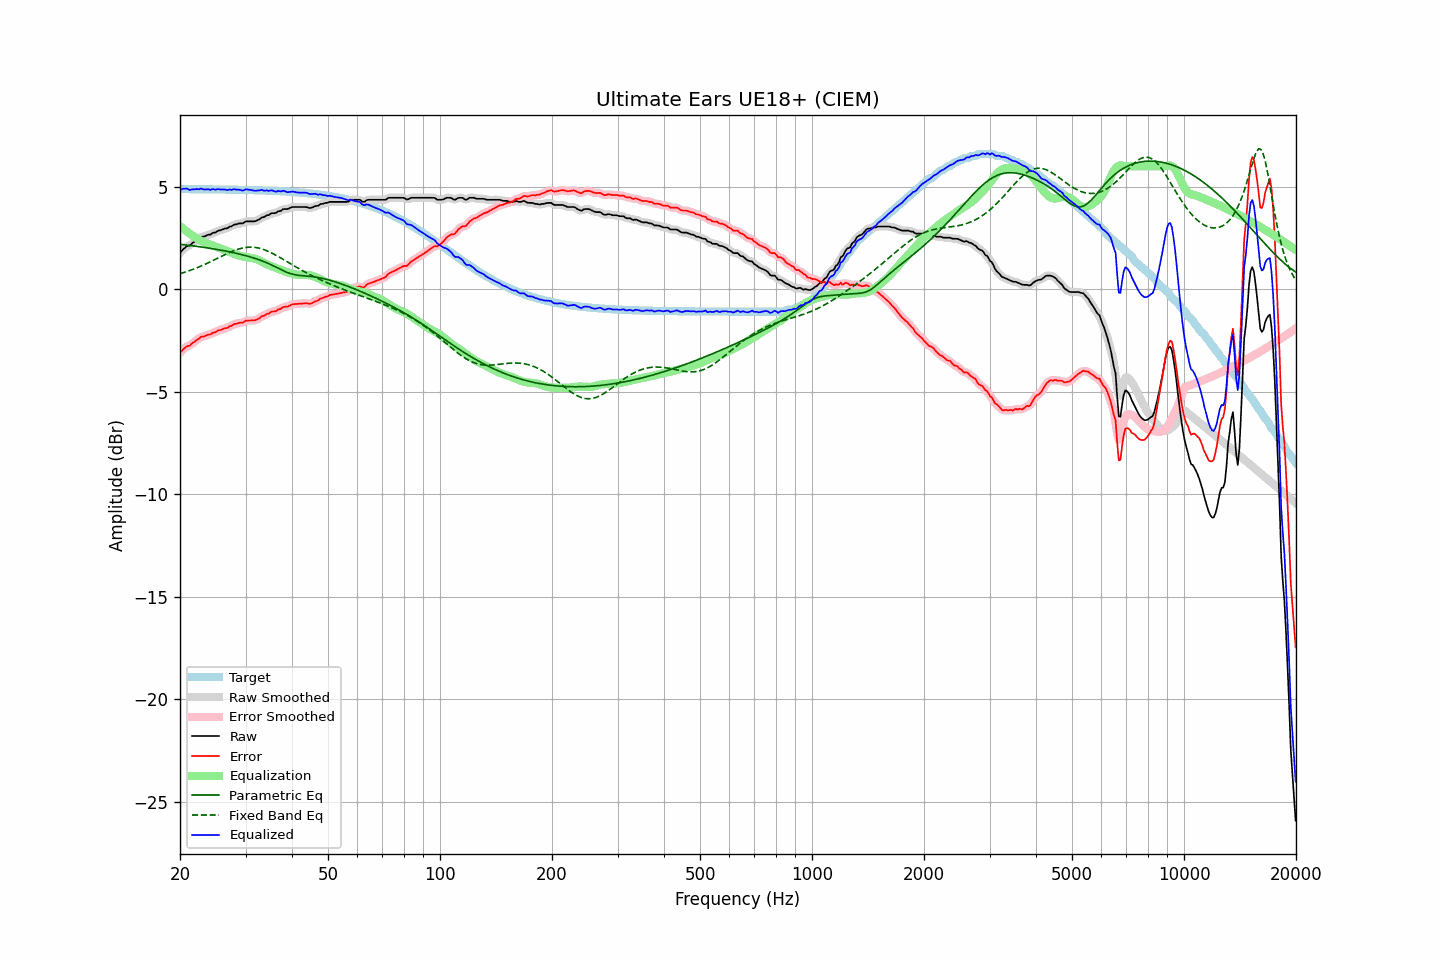 Ultimate Ears UE18+ (CIEM)
Amplitude (dBr)
5
0
−5
−10
−15
−20
−25
Target
Raw Smoothed
Error Smoothed
Raw
Error
Equalization
Parametric Eq
Fixed Band Eq
Equalized
20 50 100 200 500 1000 2000 5000 10000 20000
Frequency (Hz)